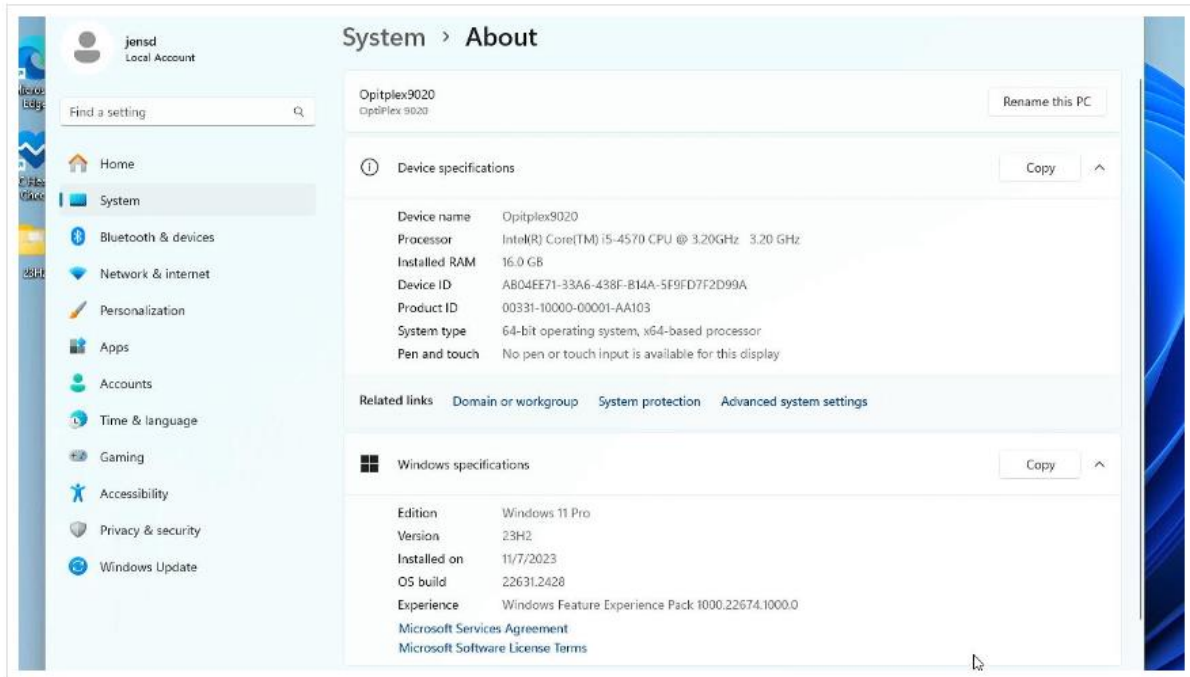 jensd
Local Account
Find a setting
Home
System
Bluetooth & devices
Network & internet
Personalization
Apps
Accounts
Time & language
Gaming
Accessibility
Privacy & security
Windows Update
System > About
Opitplex9020
OptiPlex 9020
Rename this PC
Device specifications
Copy
Device name Opitplex9020
Processor Intel(R) Core(TM) i5-4570 CPU @ 3.20GHz 3.20 GHz
Installed RAM 16.0 GB
Device ID AB04EE71-33A6-438F-B14A-5F9FD7F2D99A
Product ID 00331-10000-00001-AA103
System type 64-bit operating system, x64-based processor
Pen and touch No pen or touch input is available for this display
Related links Domain or workgroup System protection Advanced system settings
Windows specifications
Copy
Edition Windows 11 Pro
Version 23H2
Installed on 11/7/2023
OS build 22631.2428
Experience Windows Feature Experience Pack 1000.22674.1000.0
Microsoft Services Agreement
Microsoft Software License Terms